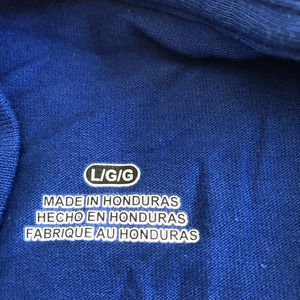 L/G/G
MADE IN HONDURAS
HECHO EN HONDURAS
FABRIQUE AU HONDURAS